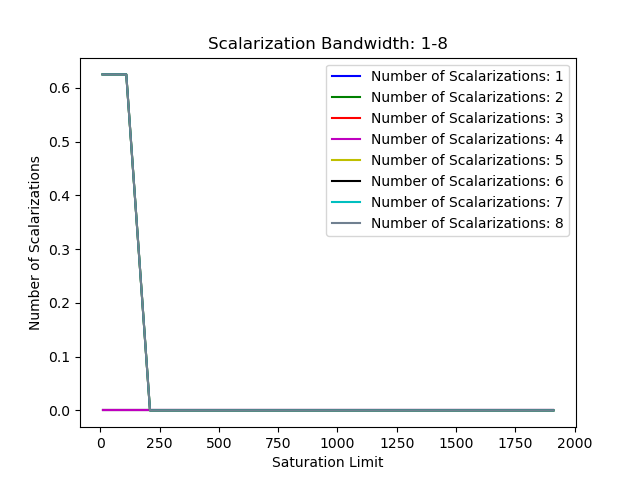 Scalarization Bandwidth: 1-8
Number of Scalarizations: 1
Number of Scalarizations: 2
Number of Scalarizations: 3
Number of Scalarizations: 4
Number of Scalarizations: 5
Number of Scalarizations: 6
Number of Scalarizations: 7
Number of Scalarizations: 8
Number of Scalarizations
0.6
0.5
0.4
0.3
0.2
0.1
0.0
0 250 500 750 1000 1250 1500 1750 2000
Saturation Limit